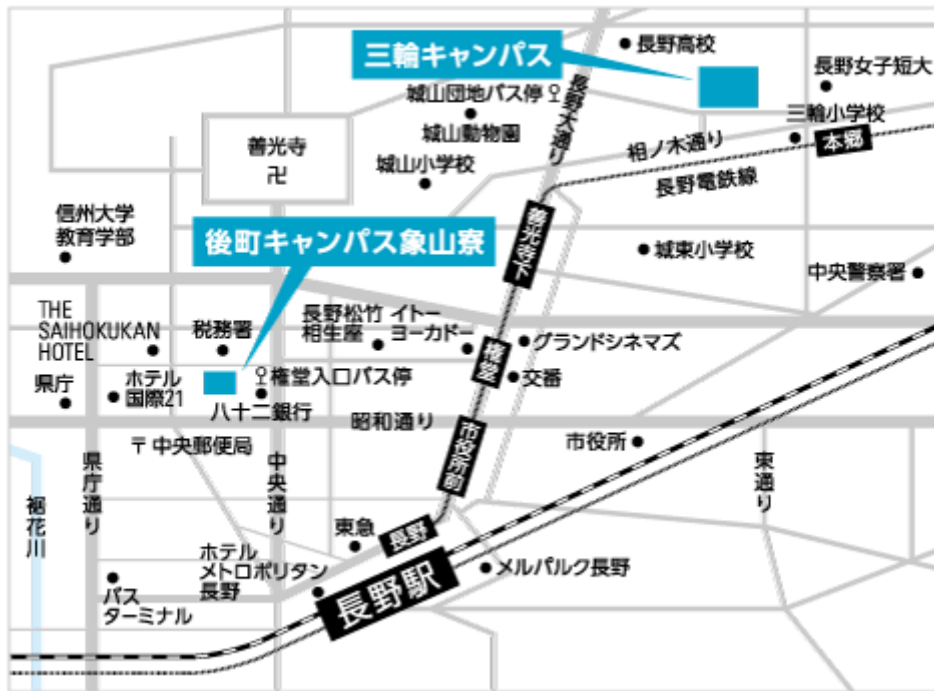 三輪キャンパス
長野高校
長野女子短大
城山団地バス停
長野大通り
城山動物園
三輪小学校
善光寺
卍
相ノ木通り
本郷
城山小学校
長野電鉄線
信州大学
教育学部
後町キャンパス象山寮
善光寺下
城東小学校
中央警察署
THE
SAIHOKUKAN
HOTEL
税務署
長野松竹
相生座
イトー
ヨーカドー
権堂
グランドシネマズ
県庁
ホテル
国際21
権堂入口バス停
交番
八十二銀行
昭和通り
市役所前
市役所
〒中央郵便局
県庁通り
中央通り
東通り
裾花川
東急
長野
ホテル
メトロポリタン
長野
長野駅
メルパルク長野
バス
ターミナル